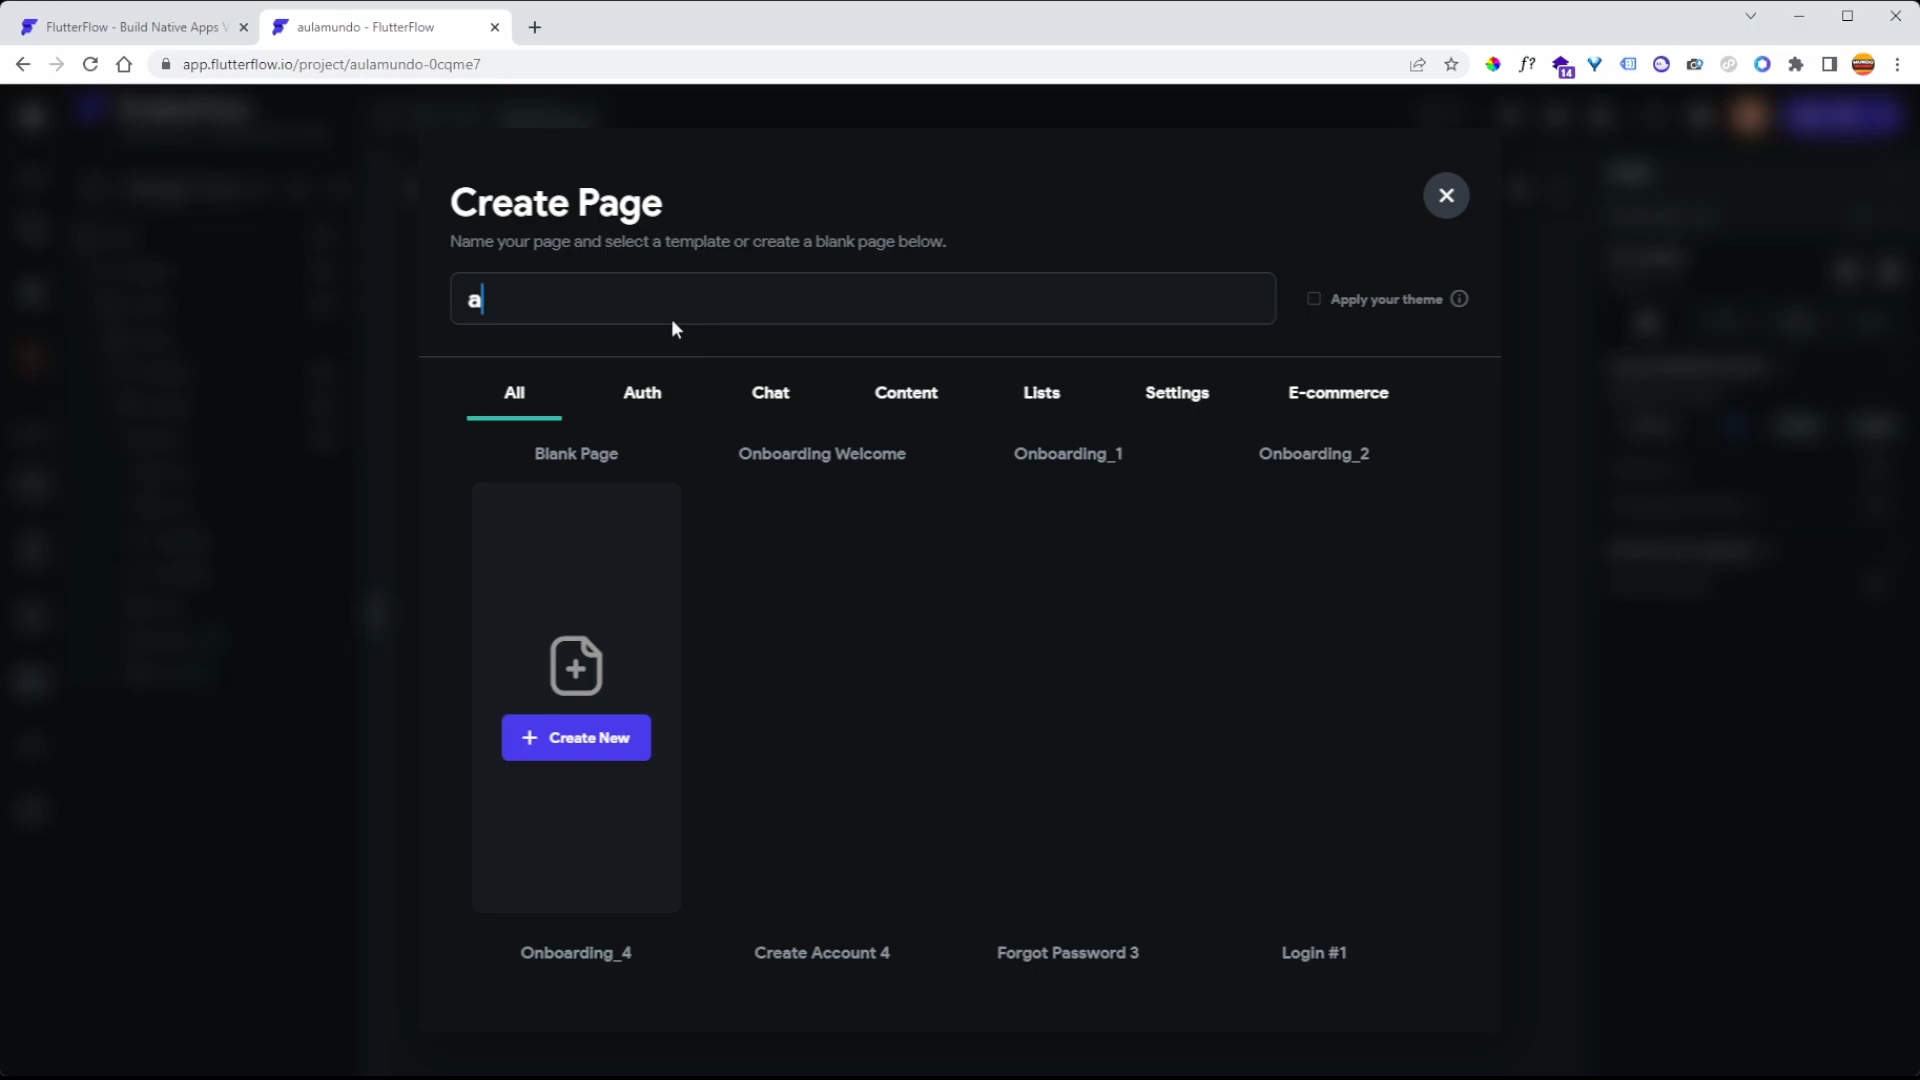 FlutterFlow - Build Native Apps V
aulamundo - FlutterFlow
app.flutterflow.io/project/aulamundo-0cqme7
f?
14
Create Page
Name your page and select a template or create a blank page below.
a
Apply your theme
All
Auth
Chat
Content
Lists
Settings
E-commerce
Blank Page
Onboarding Welcome
Onboarding_1
Onboarding_2
+ Create New
Onboarding_4
Create Account 4
Forgot Password 3
Login #1